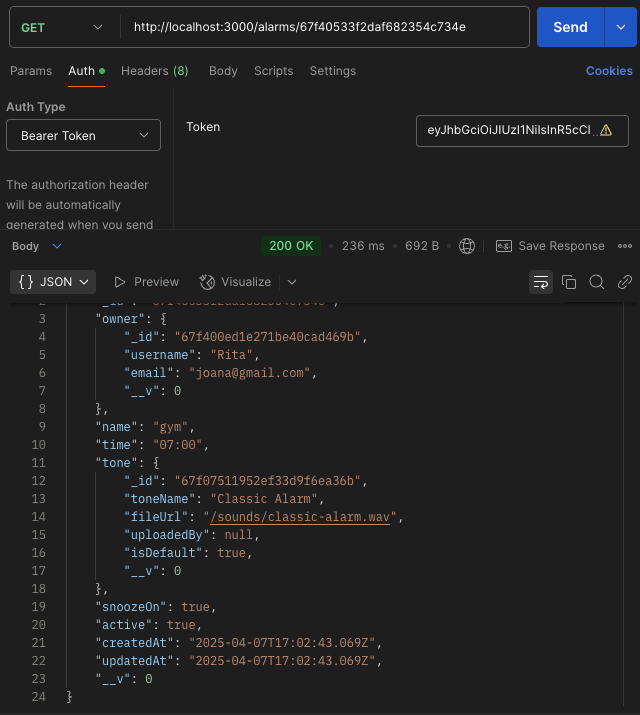 GET http://localhost:3000/alarms/67f40533f2daf682354c734e Send
Params Auth Headers (8) Body Scripts Settings Cookies
Auth Type
Bearer Token
Token
eyJhbGciOiJIUzI1NiIsInR5cCI...
The authorization header
will be automatically
generated when you send
Body 200 OK 236 ms 692 B e.g. Save Response
{} JSON Preview Visualize
3 "owner": {
4 "_id": "67f400ed1e271be40cad469b",
5 "username": "Rita",
6 "email": "joana@gmail.com",
7 "__v": 0
8 },
9 "name": "gym",
10 "time": "07:00",
11 "tone": {
12 "_id": "67f07511952ef33d9f6ea36b",
13 "toneName": "Classic Alarm",
14 "fileUrl": "/sounds/classic-alarm.wav",
15 "uploadedBy": null,
16 "isDefault": true,
17 "__v": 0
18 },
19 "snoozeOn": true,
20 "active": true,
21 "createdAt": "2025-04-07T17:02:43.069Z",
22 "updatedAt": "2025-04-07T17:02:43.069Z",
23 "__v": 0
24 }